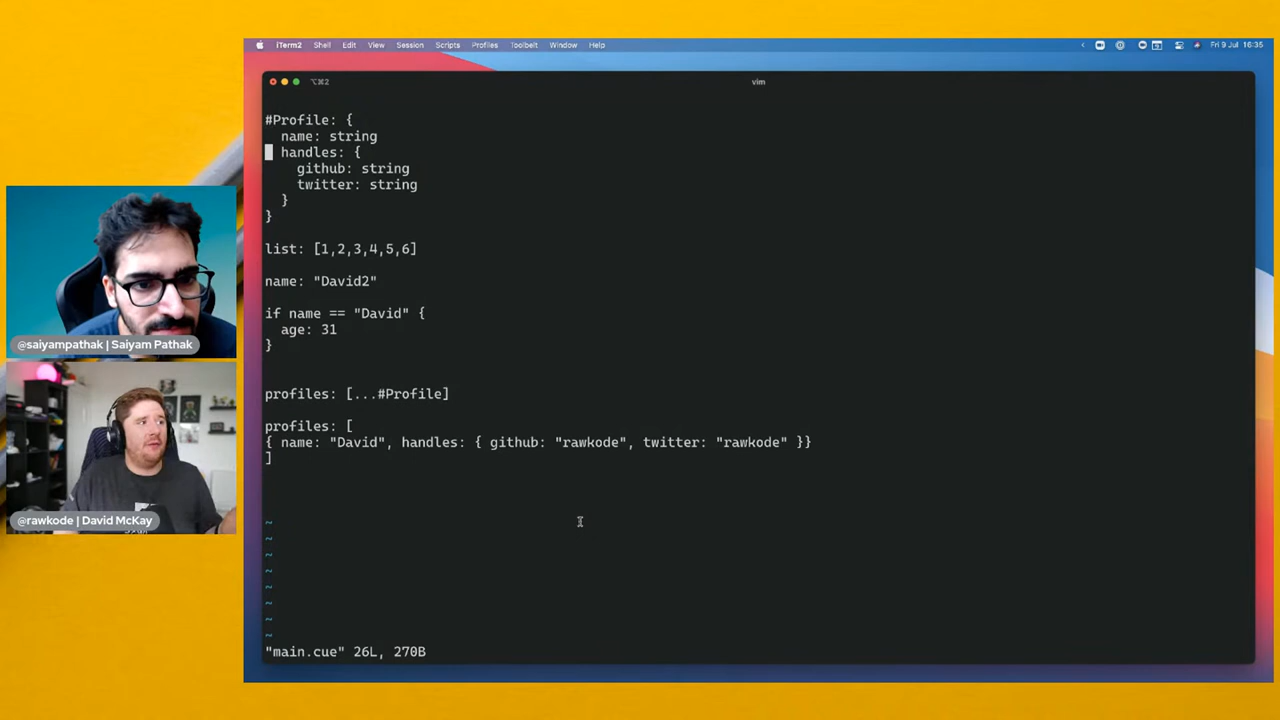 iTerm2 Shell Edit View Session Scripts Profiles Toolbelt Window Help
Fri 9 Jul 16:35
⌥⌘2
vim
#Profile: {
  name: string
  handles: {
    github: string
    twitter: string
  }
}
list: [1,2,3,4,5,6]
name: "David2"
if name == "David" {
  age: 31
}
profiles: [...#Profile]
profiles: [
{ name: "David", handles: { github: "rawkode", twitter: "rawkode" }}
]
~
~
~
~
~
~
~
~
"main.cue" 26L, 270B
@saiyampathak | Saiyam Pathak
@rawkode | David McKay